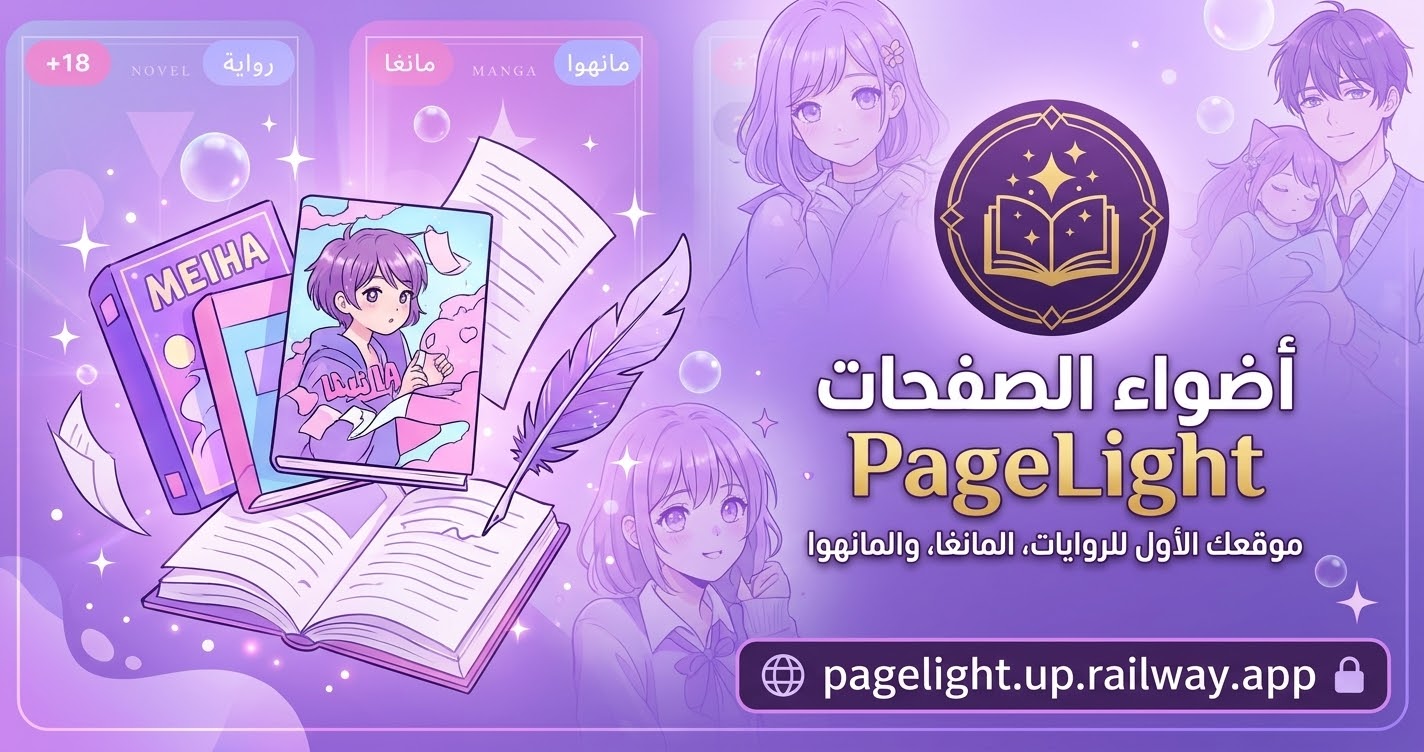 +18
NOVEL
رواية
مانغا
MANGA
مانهوا
MEIHA
أضواء الصفحات
PageLight
موقعك الأول للروايات، المانغا، والمانهوا
pagelight.up.railway.app